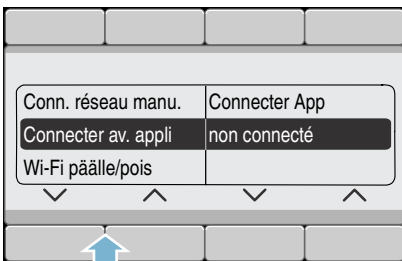 Conn. réseau manu. Connecter App
Connecter av. appli non connecté
Wi-Fi päälle/pois